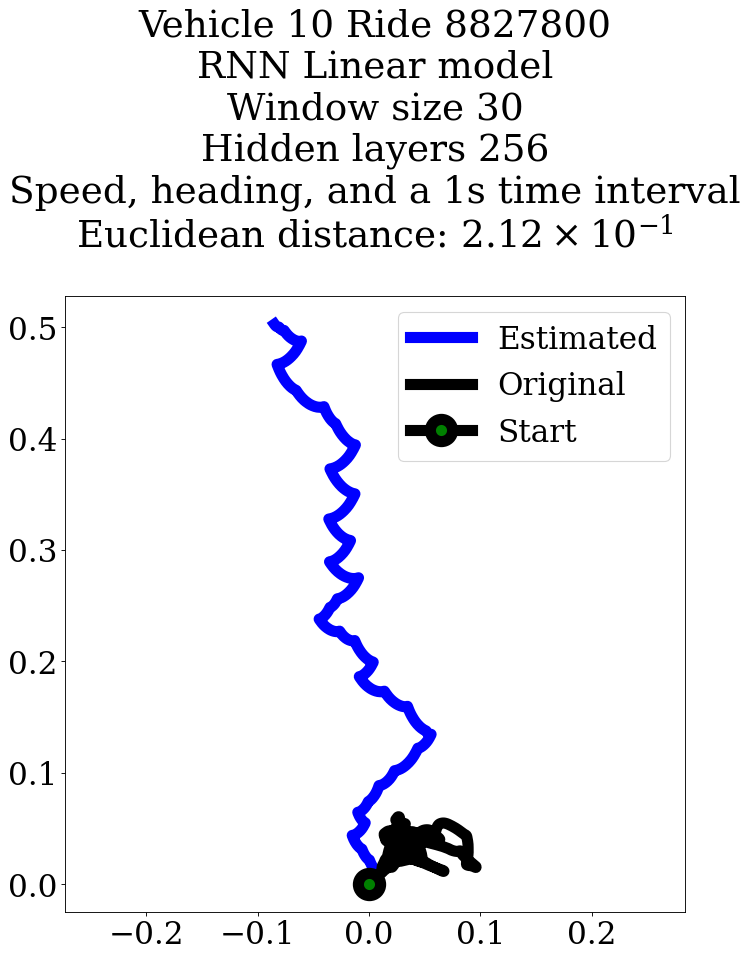 Vehicle 10 Ride 8827800
RNN Linear model
Window size 30
Hidden layers 256
Speed, heading, and a 1s time interval
Euclidean distance: 2.12 × 10⁻¹
Estimated
Original
Start
0.5
0.4
0.3
0.2
0.1
0.0
−0.2 −0.1 0.0 0.1 0.2